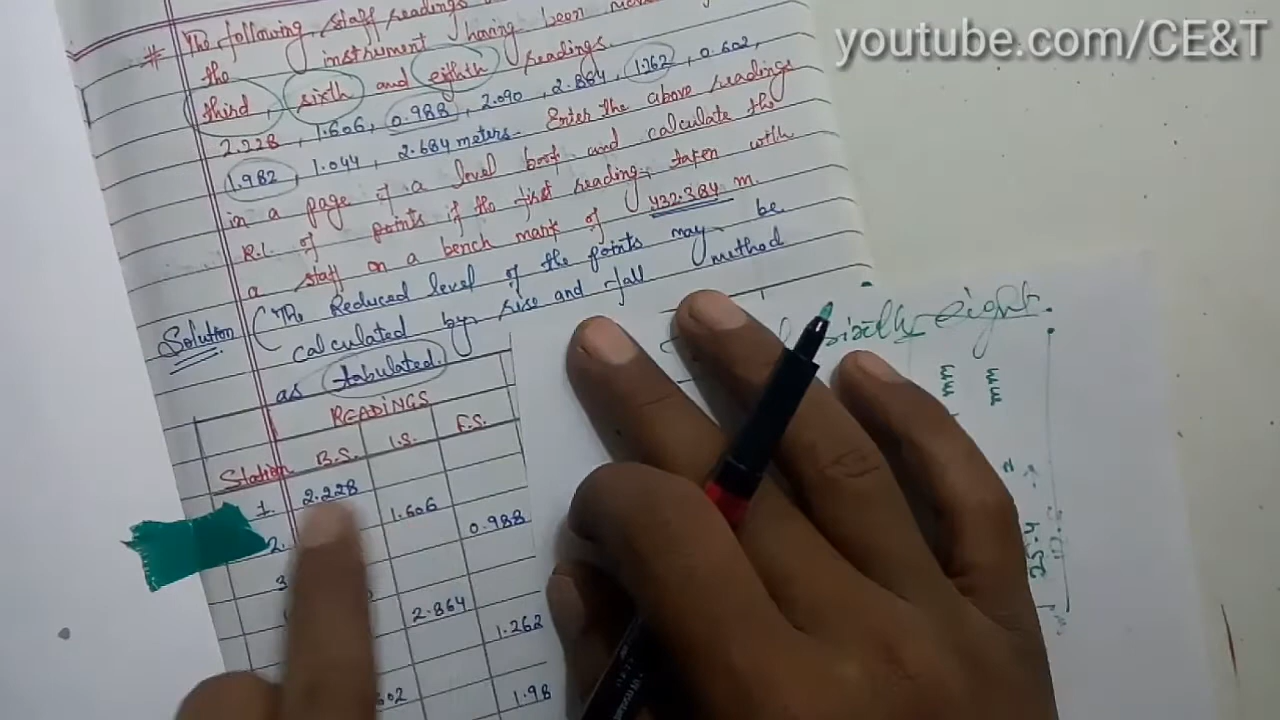 youtube.com/CE&T
# The following staff readings
the instrument having been
third, sixth and eighth readings.
2.228, 1.606, 0.988, 2.090, 2.864, 1.262, 0.602,
1.982, 1.044, 2.684 meters. Enter the above readings
in a page of a level book and calculate the
R.L. of points if the first reading taken with
a staff on a bench mark of 432.384 m.
Solution (The Reduced level of the points may be
calculated by rise and fall method
as tabulated.
sixth eight
READINGS
Station B.S. I.S. F.S.
1. 2.228
2. 1.606
3 0.988
2.864
1.262
602
1.98